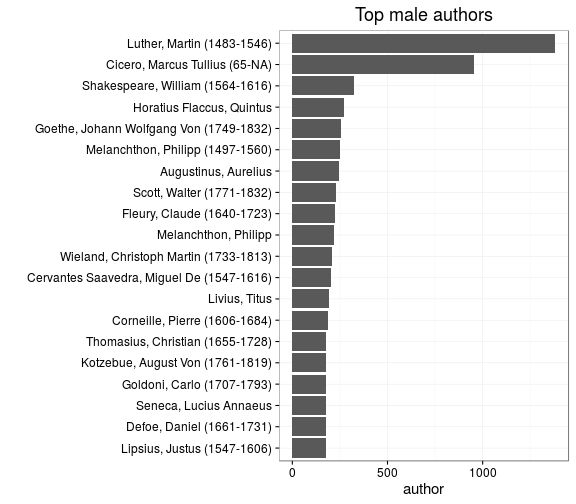 Top male authors
Luther, Martin (1483-1546)
Cicero, Marcus Tullius (65-NA)
Shakespeare, William (1564-1616)
Horatius Flaccus, Quintus
Goethe, Johann Wolfgang Von (1749-1832)
Melanchthon, Philipp (1497-1560)
Augustinus, Aurelius
Scott, Walter (1771-1832)
Fleury, Claude (1640-1723)
Melanchthon, Philipp
Wieland, Christoph Martin (1733-1813)
Cervantes Saavedra, Miguel De (1547-1616)
Livius, Titus
Corneille, Pierre (1606-1684)
Thomasius, Christian (1655-1728)
Kotzebue, August Von (1761-1819)
Goldoni, Carlo (1707-1793)
Seneca, Lucius Annaeus
Defoe, Daniel (1661-1731)
Lipsius, Justus (1547-1606)
0 500 1000
author